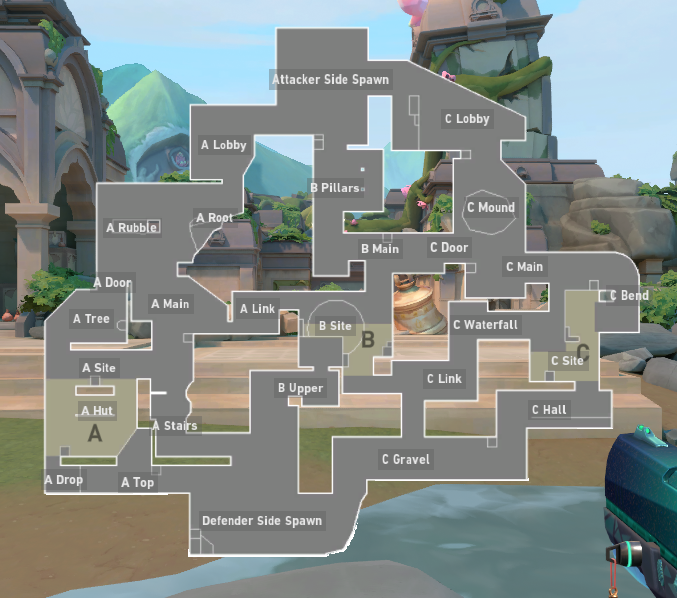 Attacker Side Spawn
C Lobby
A Lobby
B Pillars
C Mound
A Root
A Rubble
B Main
C Door
C Main
A Door
C Bend
A Main
A Link
A Tree
B Site
C Waterfall
B
C
C Site
A Site
C Link
B Upper
A Hut
C Hall
A Stairs
A
C Gravel
A Drop
A Top
Defender Side Spawn